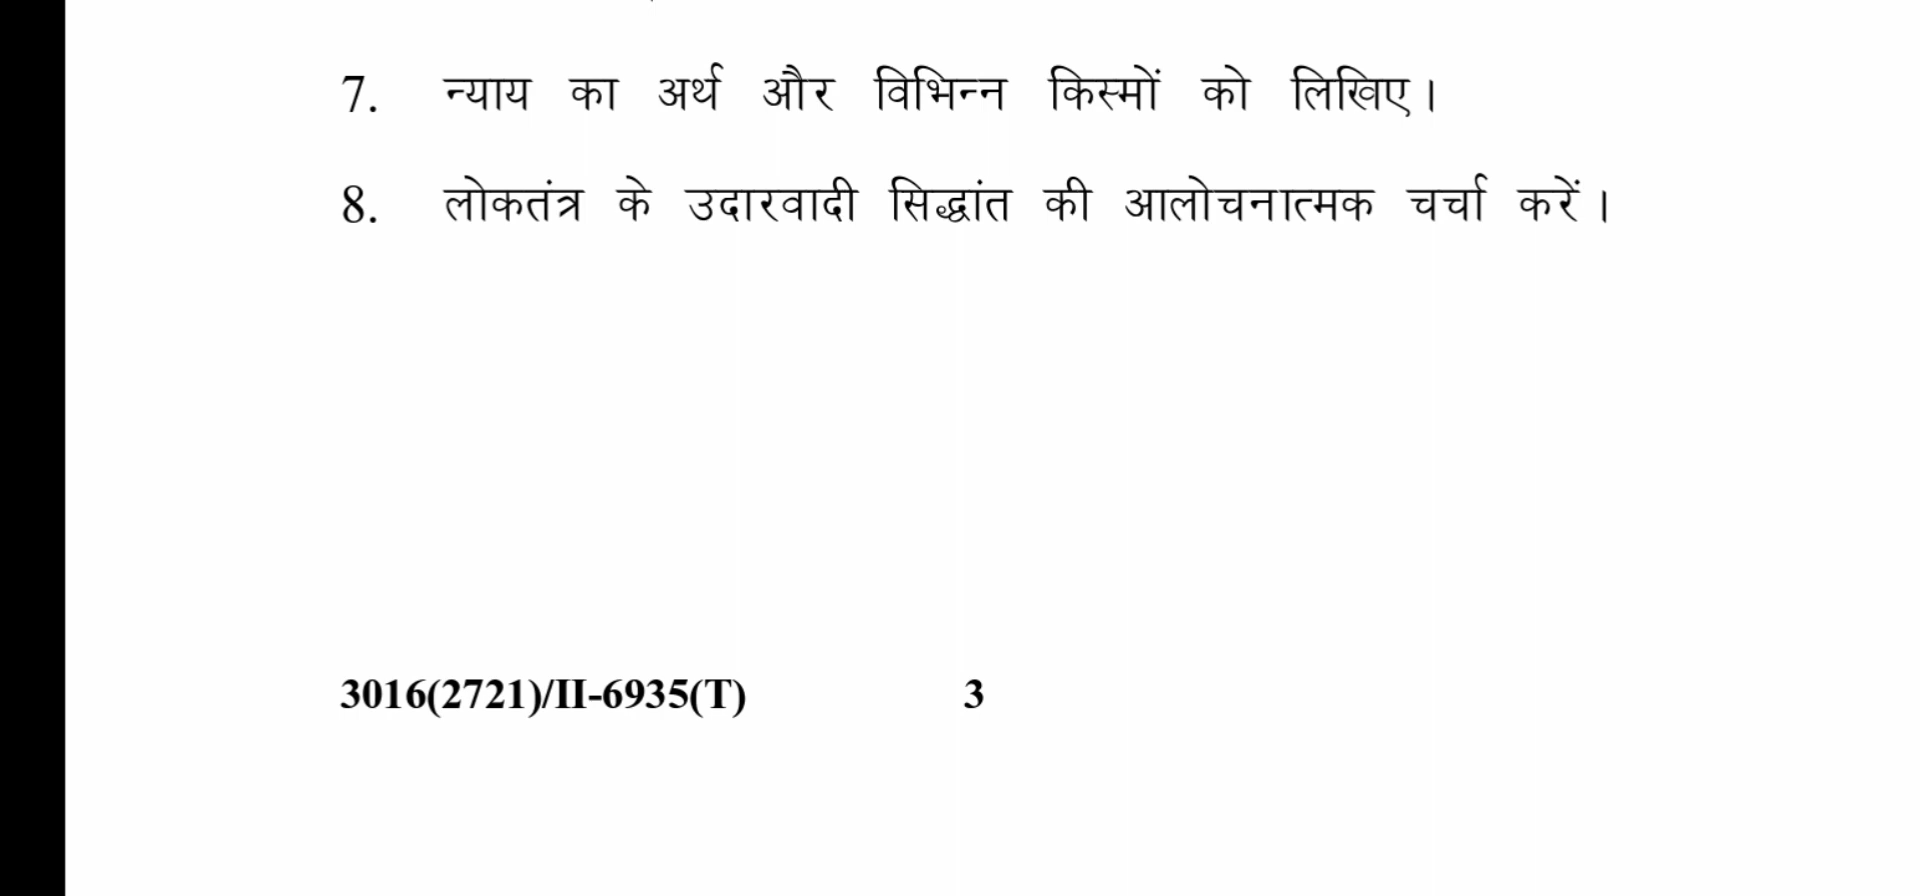 7. न्याय का अर्थ और विभिन्न किस्मों को लिखिए।
8. लोकतंत्र के उदारवादी सिद्धांत की आलोचनात्मक चर्चा करें।
3016(2721)/II-6935(T) 3